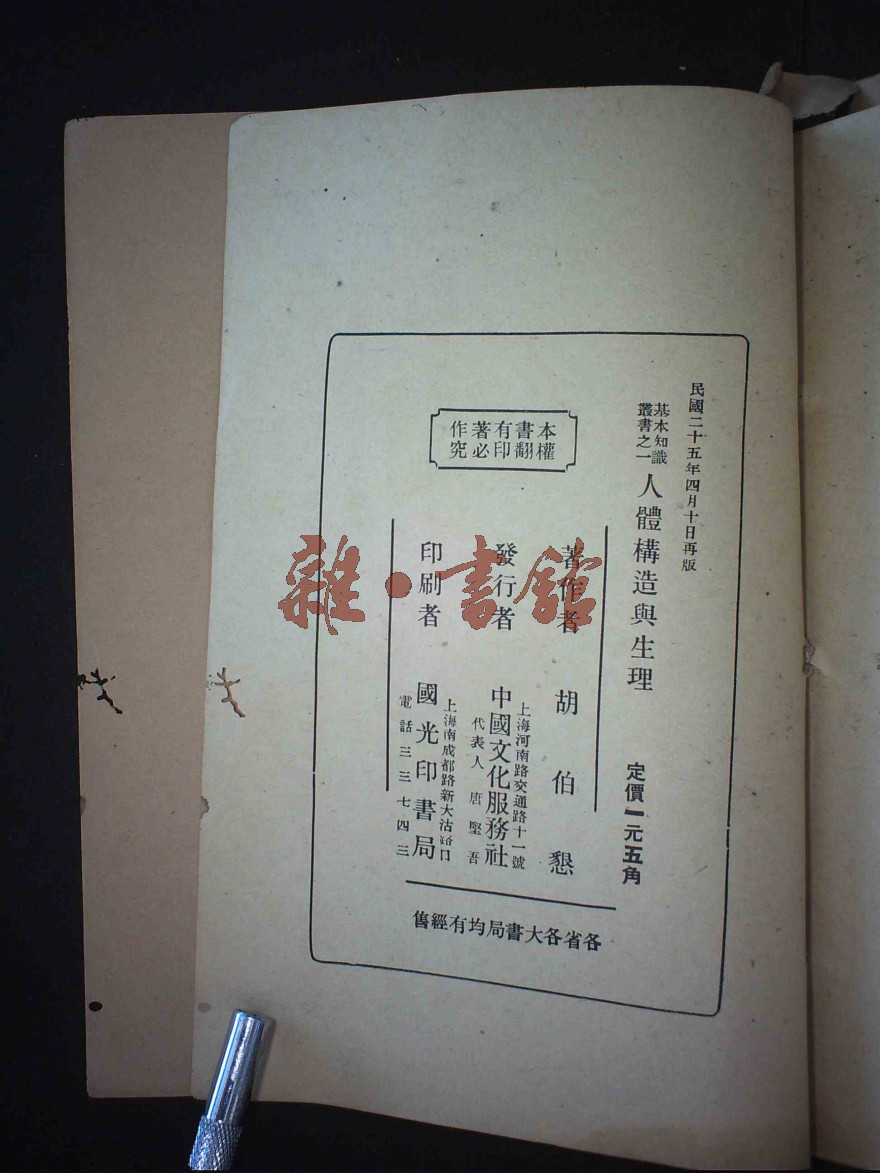 民國二十五年四月十日再版
基本知識
叢書之一
人體構造與生理
定價一元五角
本書有著作
權翻印必究
著作者
胡伯懇
發行者
上海河南路交通路十一號
中國文化服務社
代表人唐堅吾
印刷者
上海南成都路新大沽路口
國光印書局
電話三三七四三
各省各大書局均有經售
雜·書館